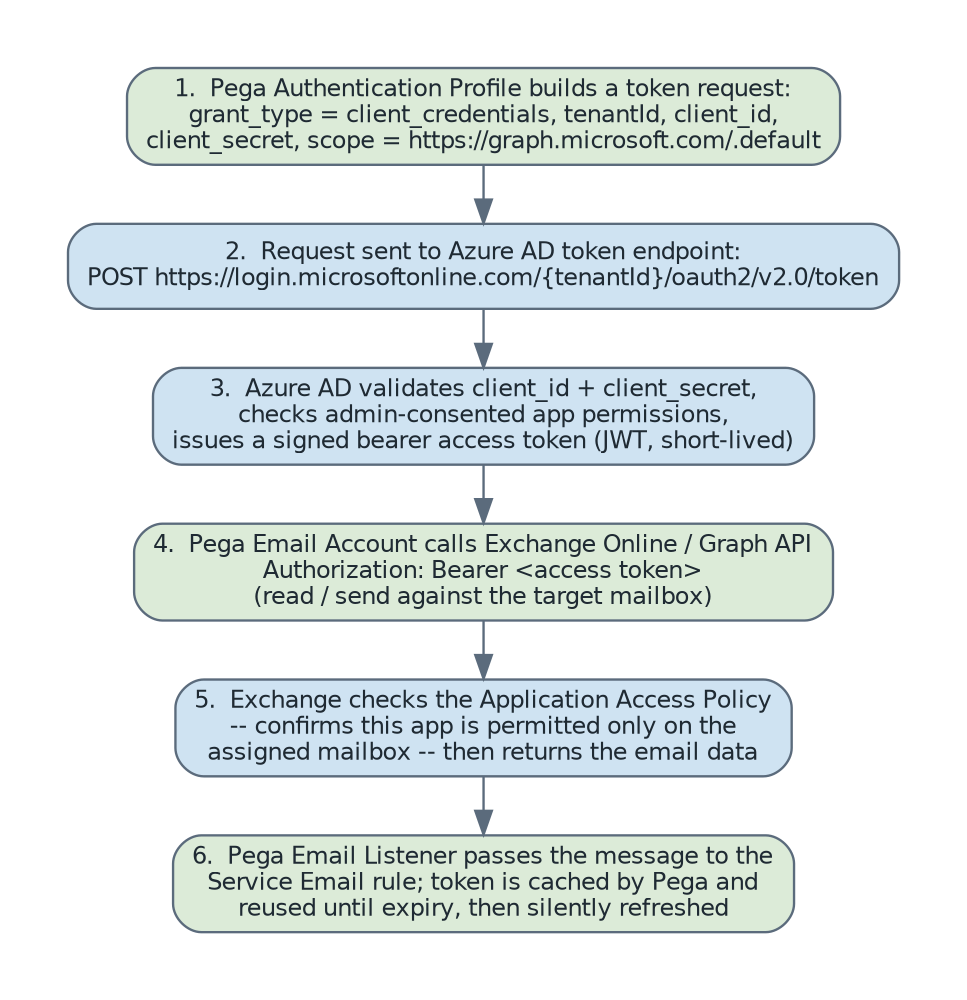 1.  Pega Authentication Profile builds a token request:
grant_type = client_credentials, tenantId, client_id,
client_secret, scope = https://graph.microsoft.com/.default
2.  Request sent to Azure AD token endpoint:
POST https://login.microsoftonline.com/{tenantId}/oauth2/v2.0/token
3.  Azure AD validates client_id + client_secret,
checks admin-consented app permissions,
issues a signed bearer access token (JWT, short-lived)
4.  Pega Email Account calls Exchange Online / Graph API
Authorization: Bearer <access token>
(read / send against the target mailbox)
5.  Exchange checks the Application Access Policy
-- confirms this app is permitted only on the
assigned mailbox -- then returns the email data
6.  Pega Email Listener passes the message to the
Service Email rule; token is cached by Pega and
reused until expiry, then silently refreshed